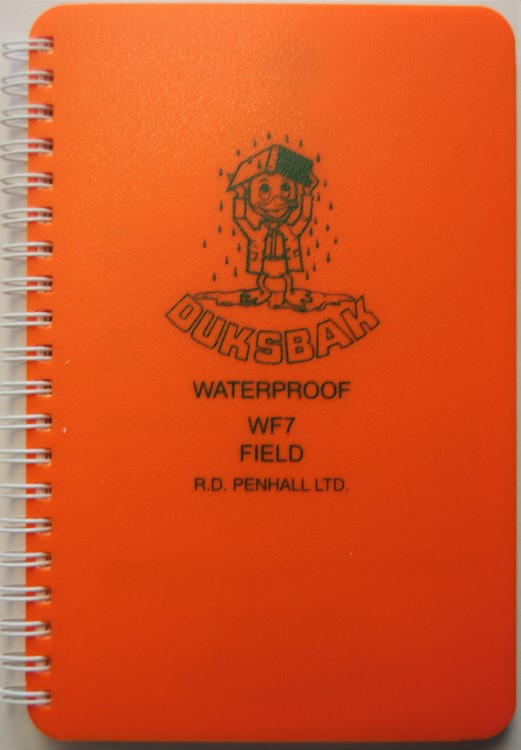 DUKSBAK
WATERPROOF
WF7
FIELD
R.D. PENHALL LTD.